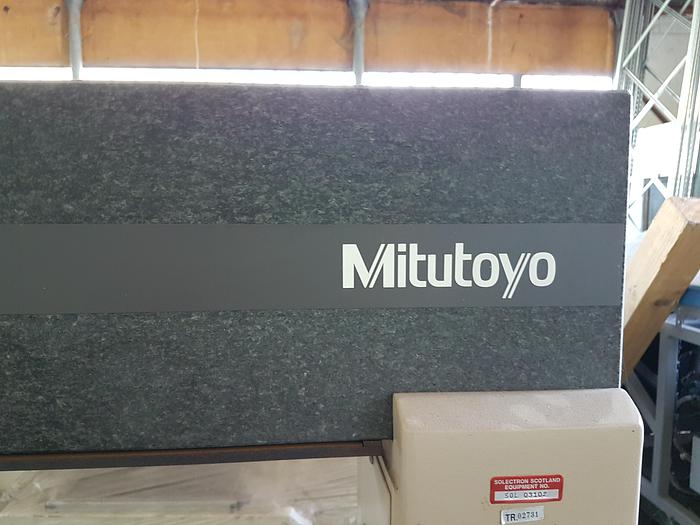 Mitutoyo
SOLECTRON SCOTLAND
EQUIPMENT NO.
SOL 03102
TR 02731